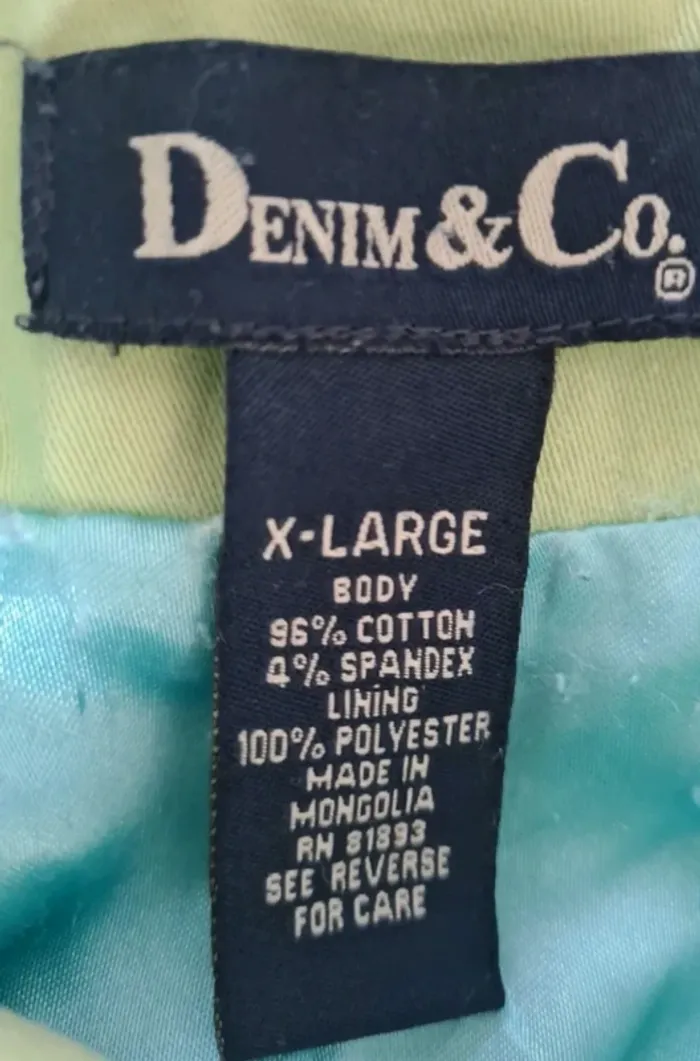 DENIM & CO.®
X-LARGE
BODY
96% COTTON
4% SPANDEX
LINING
100% POLYESTER
MADE IN
MONGOLIA
RN 81893
SEE REVERSE
FOR CARE